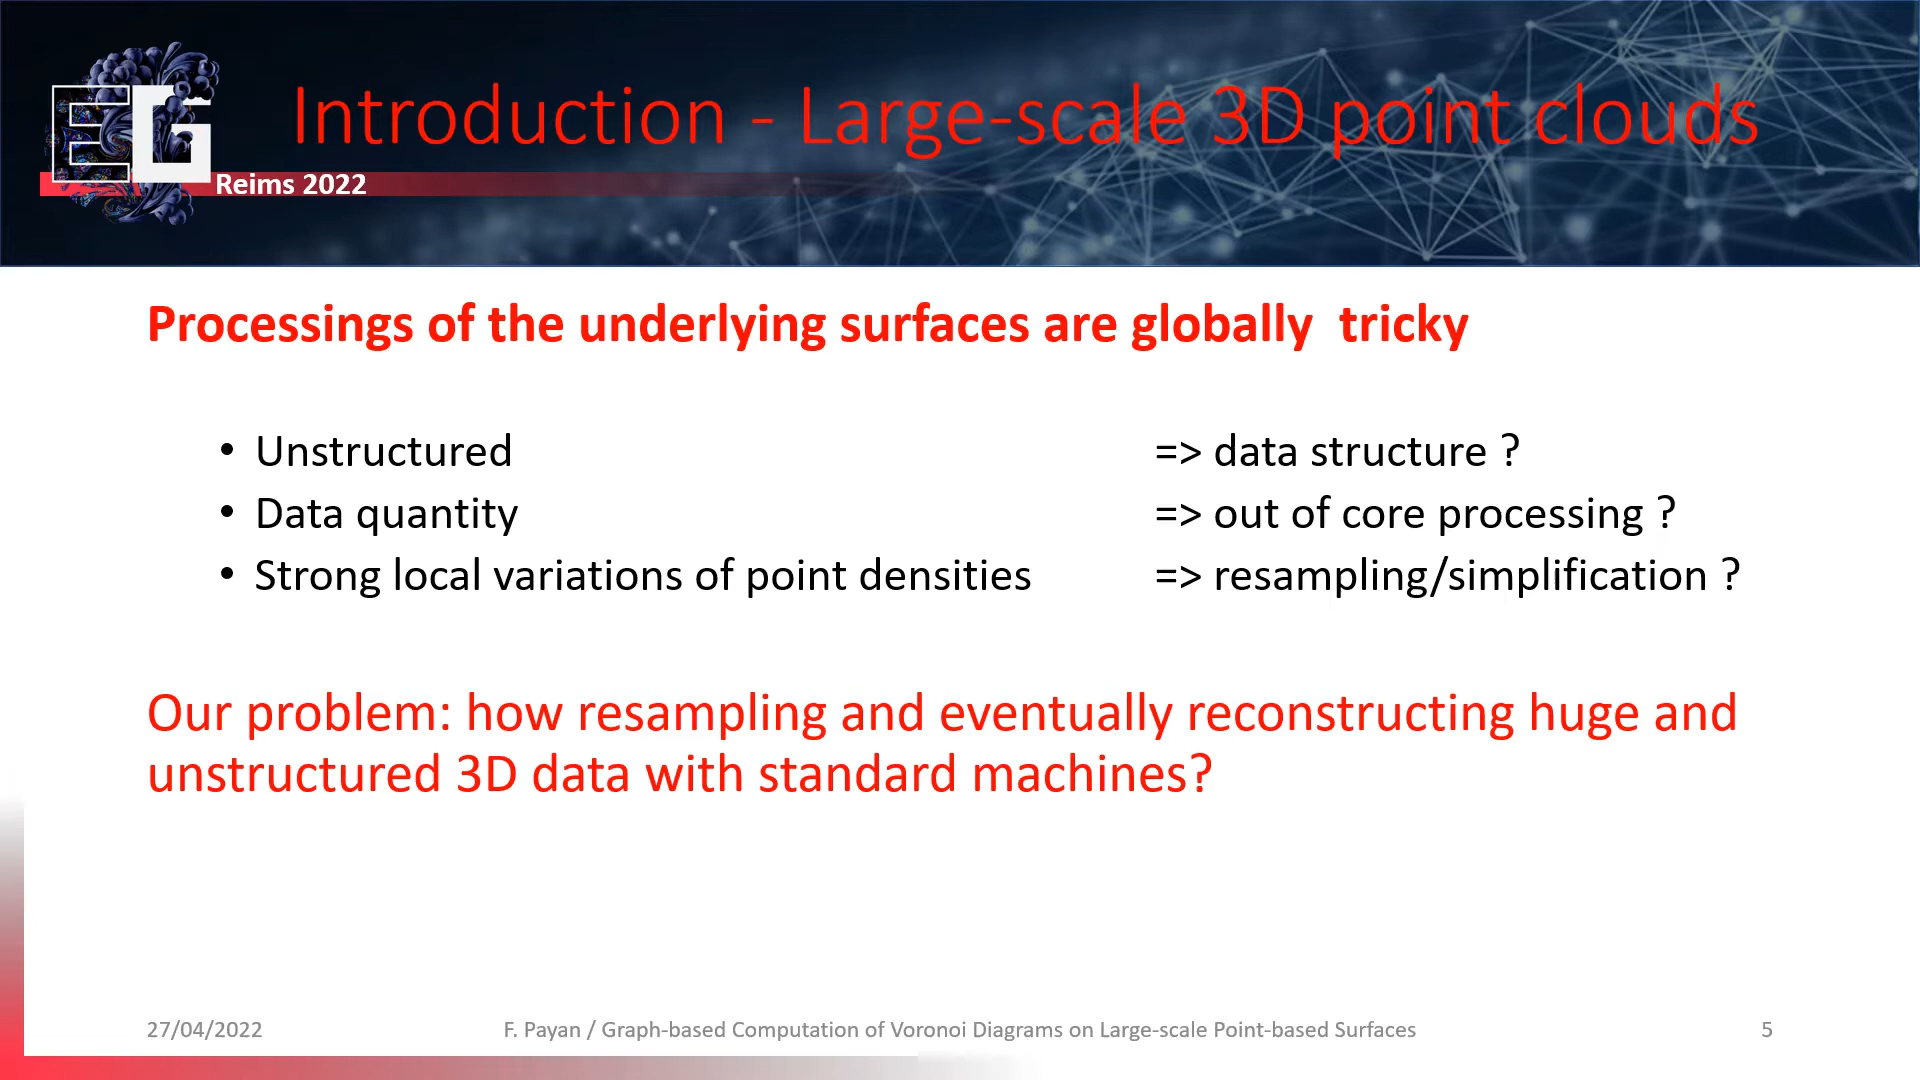 EG
Introduction - Large-scale 3D point clouds
Reims 2022
Processings of the underlying surfaces are globally tricky
• Unstructured => data structure ?
• Data quantity => out of core processing ?
• Strong local variations of point densities => resampling/simplification ?
Our problem: how resampling and eventually reconstructing huge and
unstructured 3D data with standard machines?
27/04/2022 F. Payan / Graph-based Computation of Voronoi Diagrams on Large-scale Point-based Surfaces 5